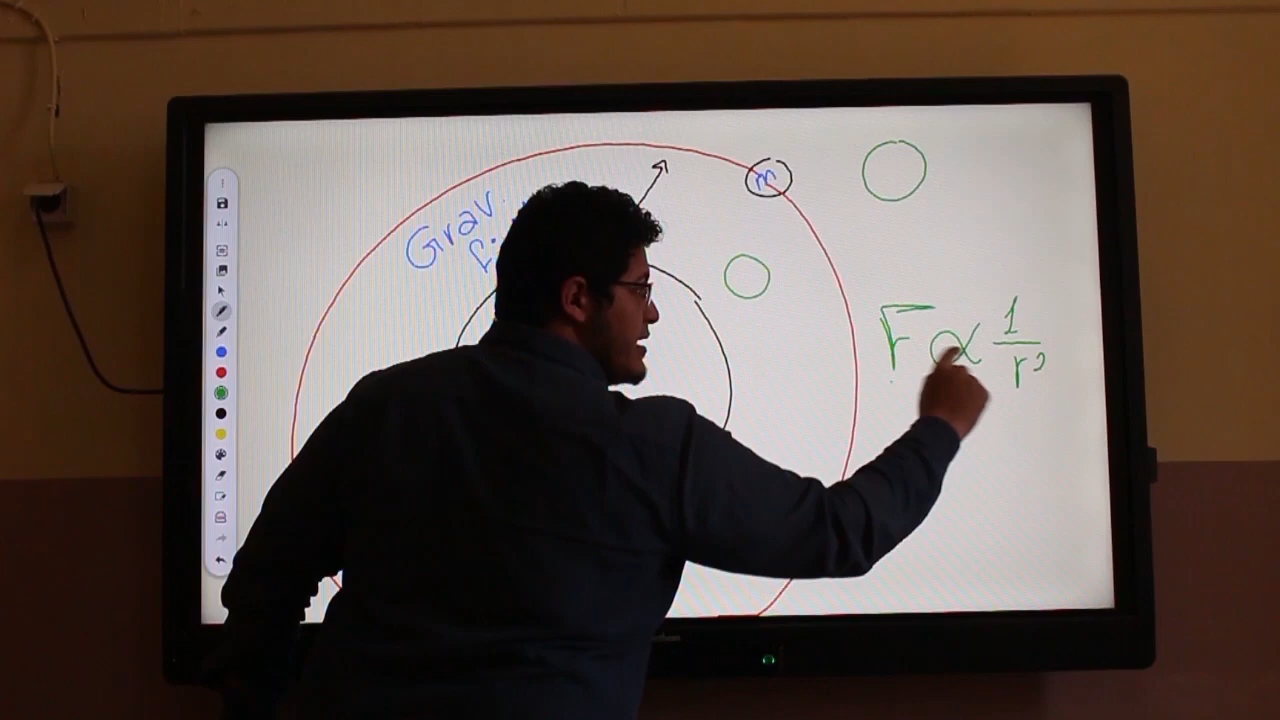 Grav.
m
F ∝ 1/r²